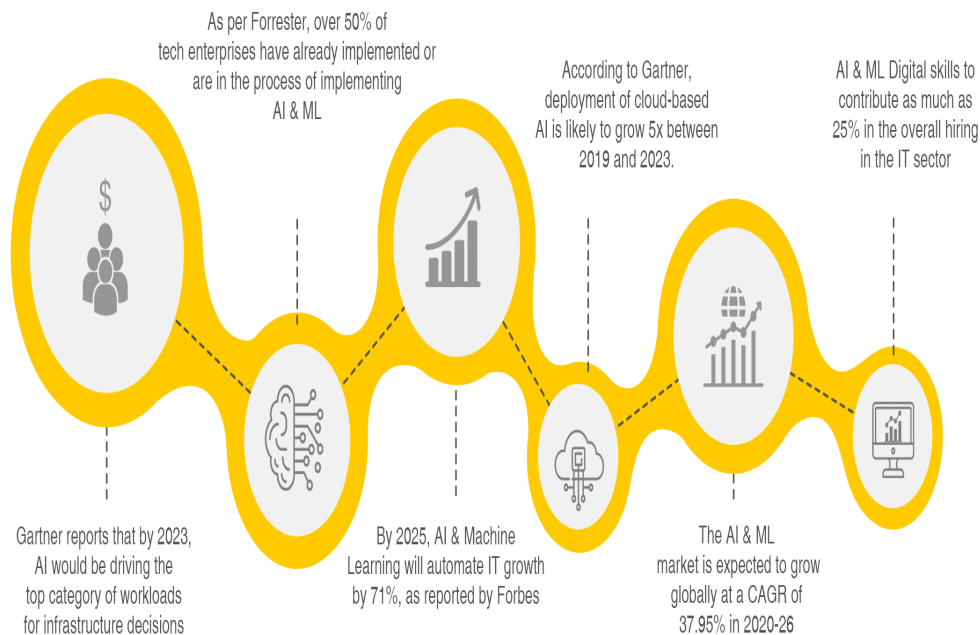 As per Forrester, over 50% of
tech enterprises have already implemented or
are in the process of implementing
AI & ML
According to Gartner,
deployment of cloud-based
AI is likely to grow 5x between
2019 and 2023.
AI & ML Digital skills to
contribute as much as
25% in the overall hiring
in the IT sector
$
Gartner reports that by 2023,
AI would be driving the
top category of workloads
for infrastructure decisions
By 2025, AI & Machine
Learning will automate IT growth
by 71%, as reported by Forbes
The AI & ML
market is expected to grow
globally at a CAGR of
37.95% in 2020-26